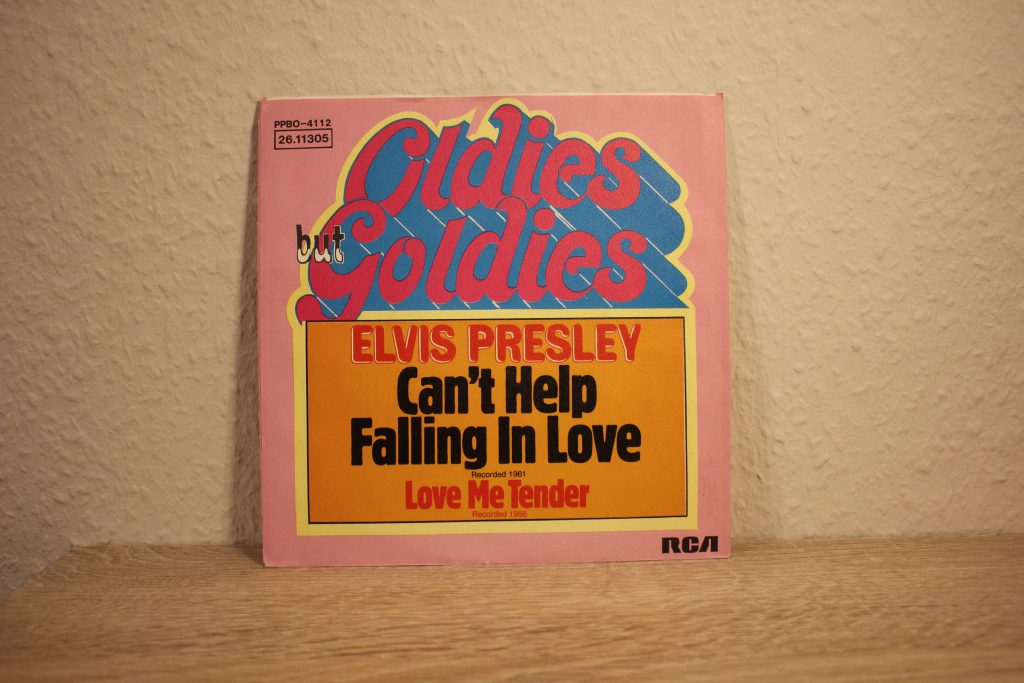 PPBO-4112
26.11305
Oldies
but Goldies
ELVIS PRESLEY
Can't Help
Falling In Love
Recorded 1961
Love Me Tender
Recorded 1956
RCA